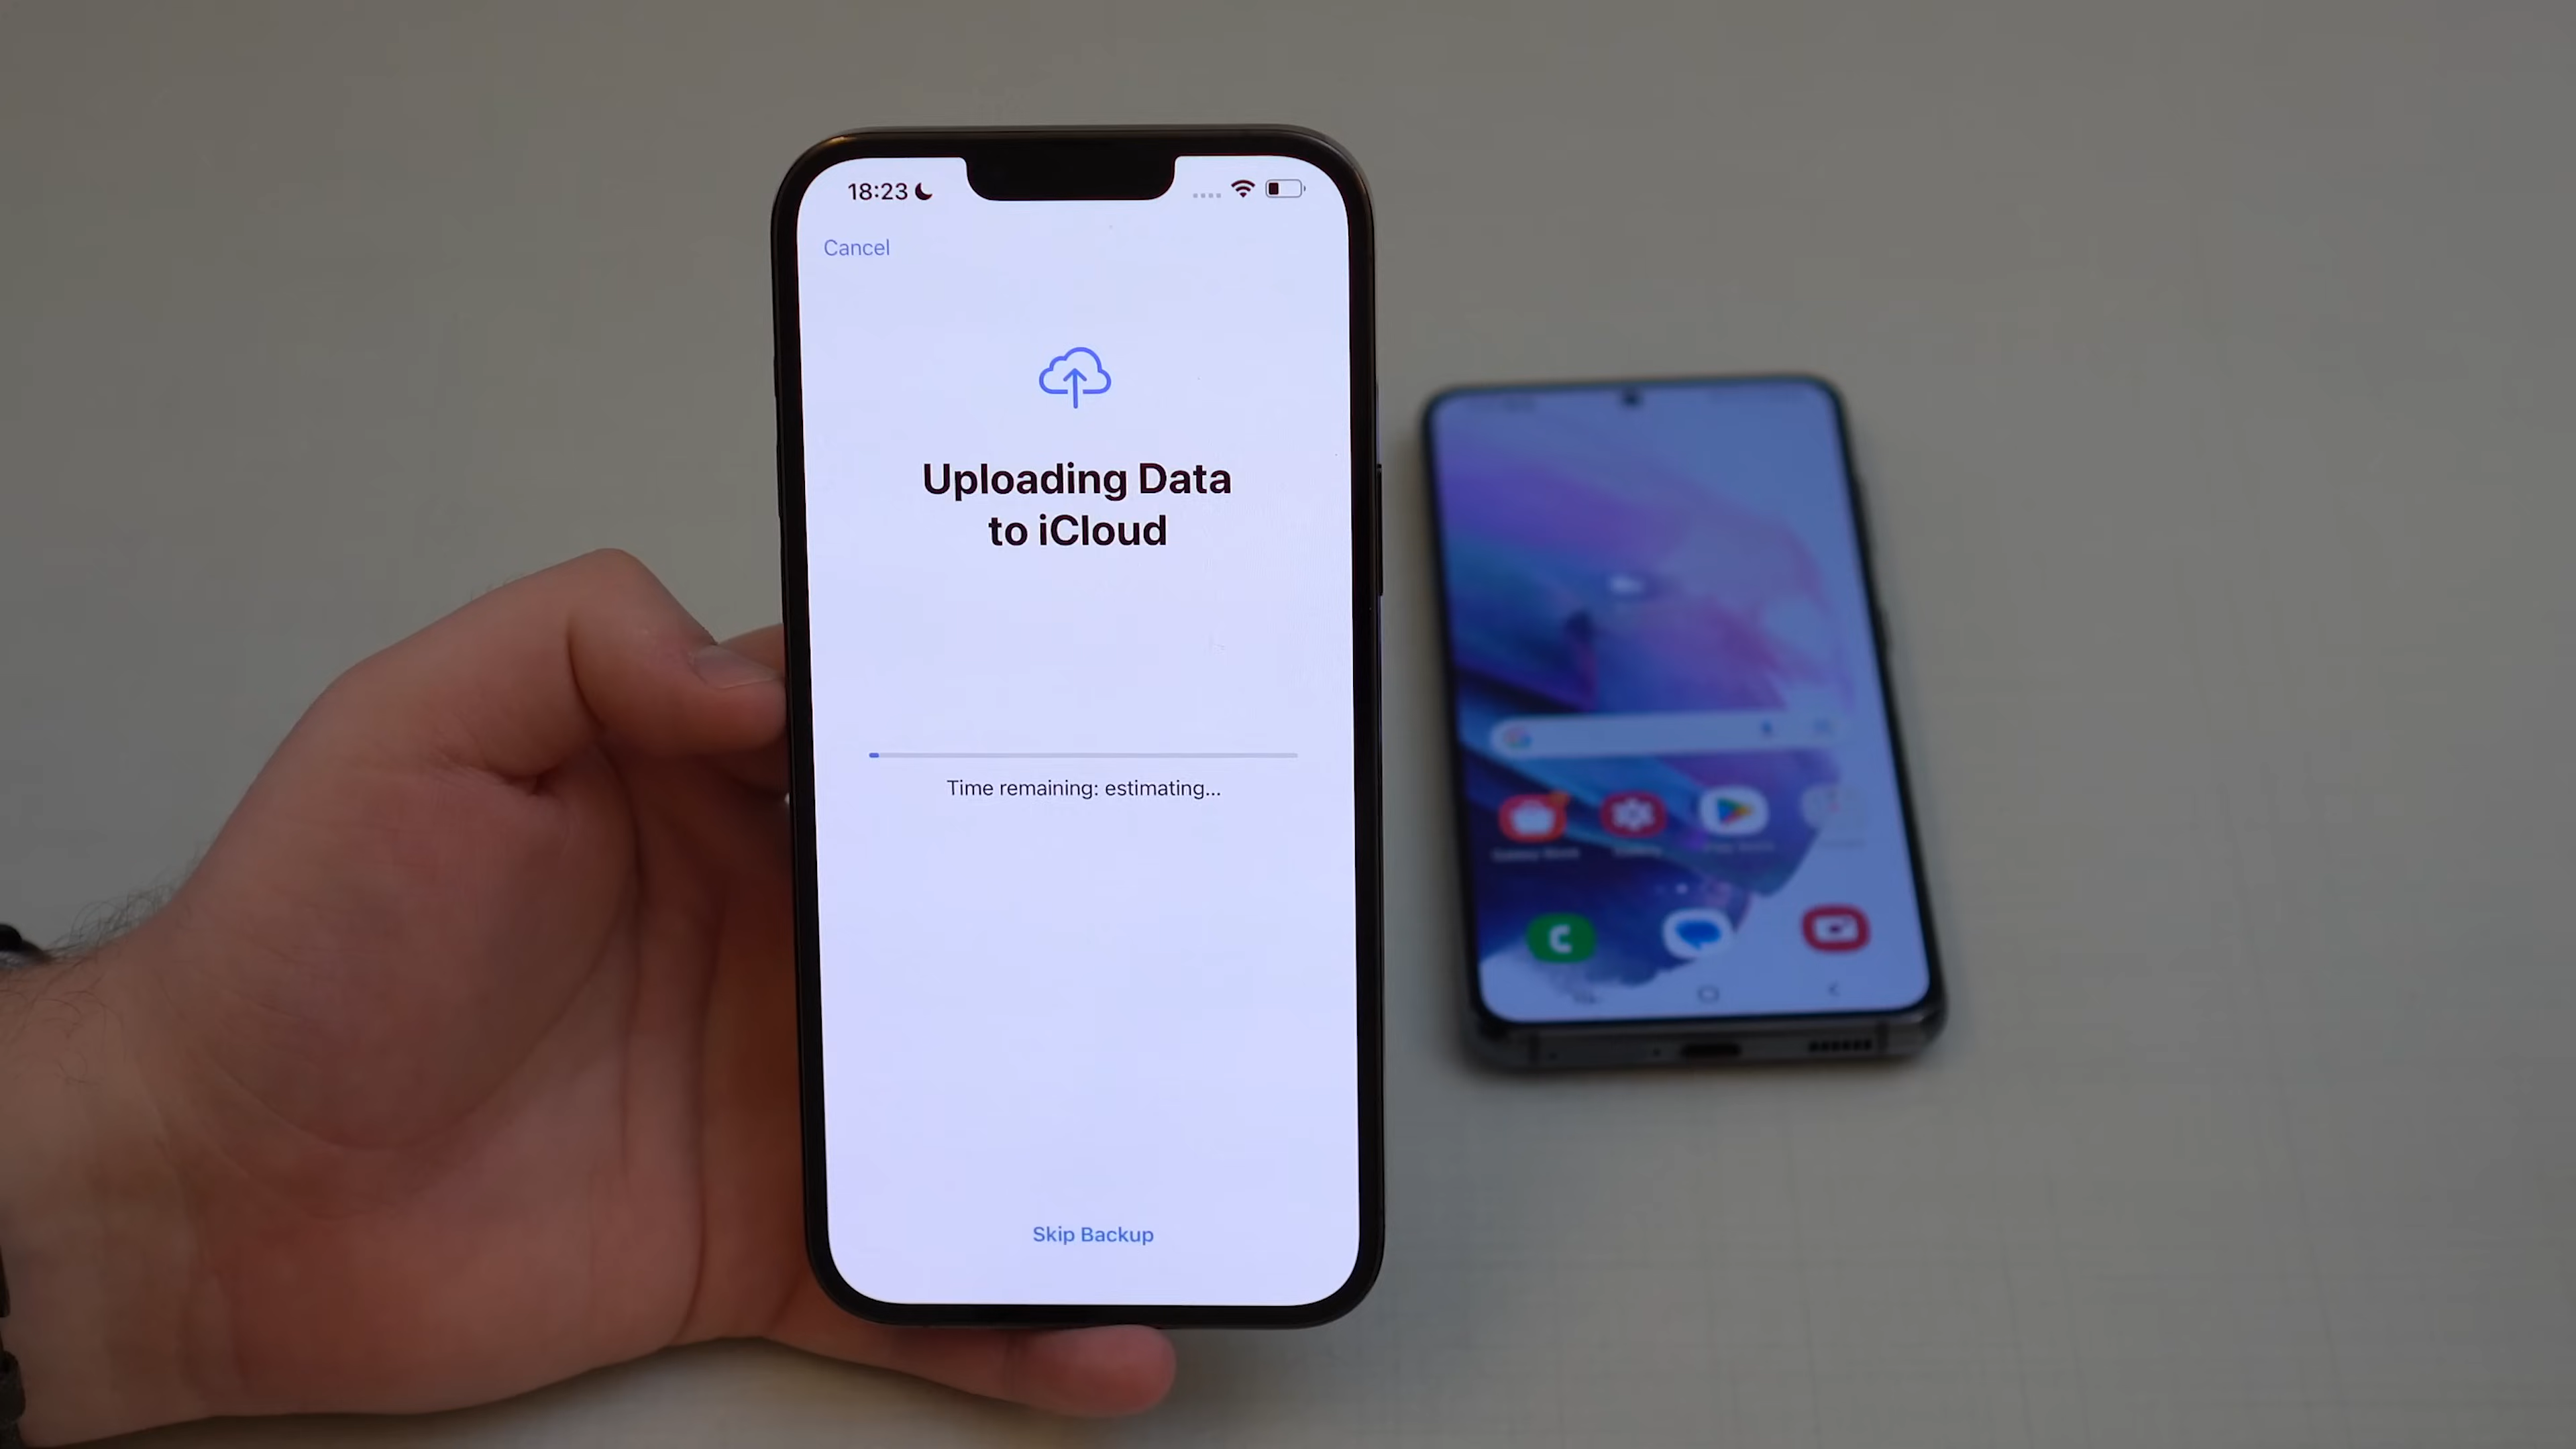 18:23
Cancel
Uploading Data
to iCloud
Time remaining: estimating...
Skip Backup